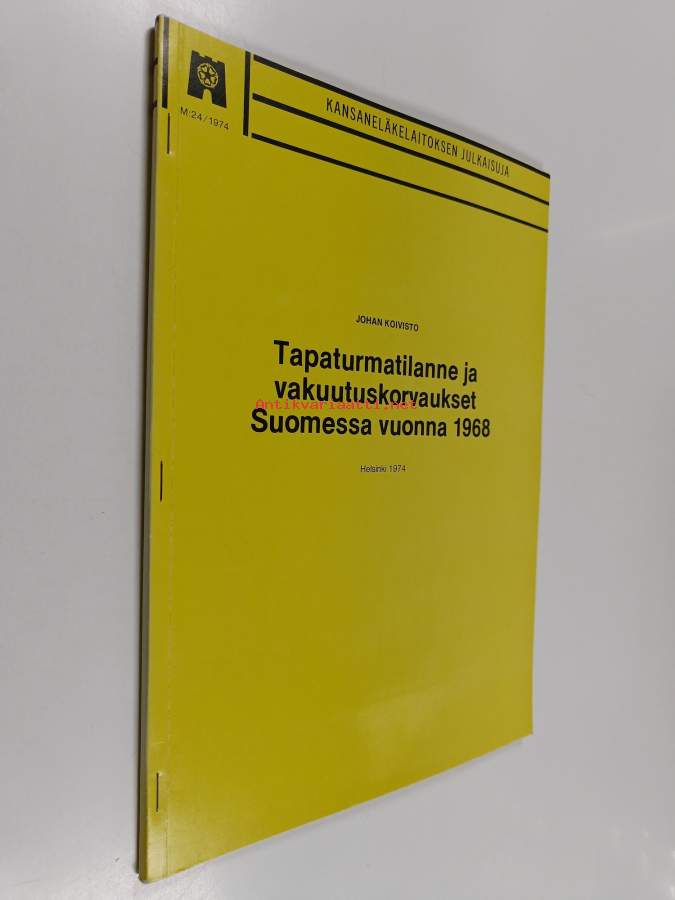 M:24/1974
KANSANELÄKELAITOKSEN JULKAISUJA
JOHAN KOIVISTO
Tapaturmatilanne ja
vakuutuskorvaukset
Antikvariaatti.net
Suomessa vuonna 1968
Helsinki 1974